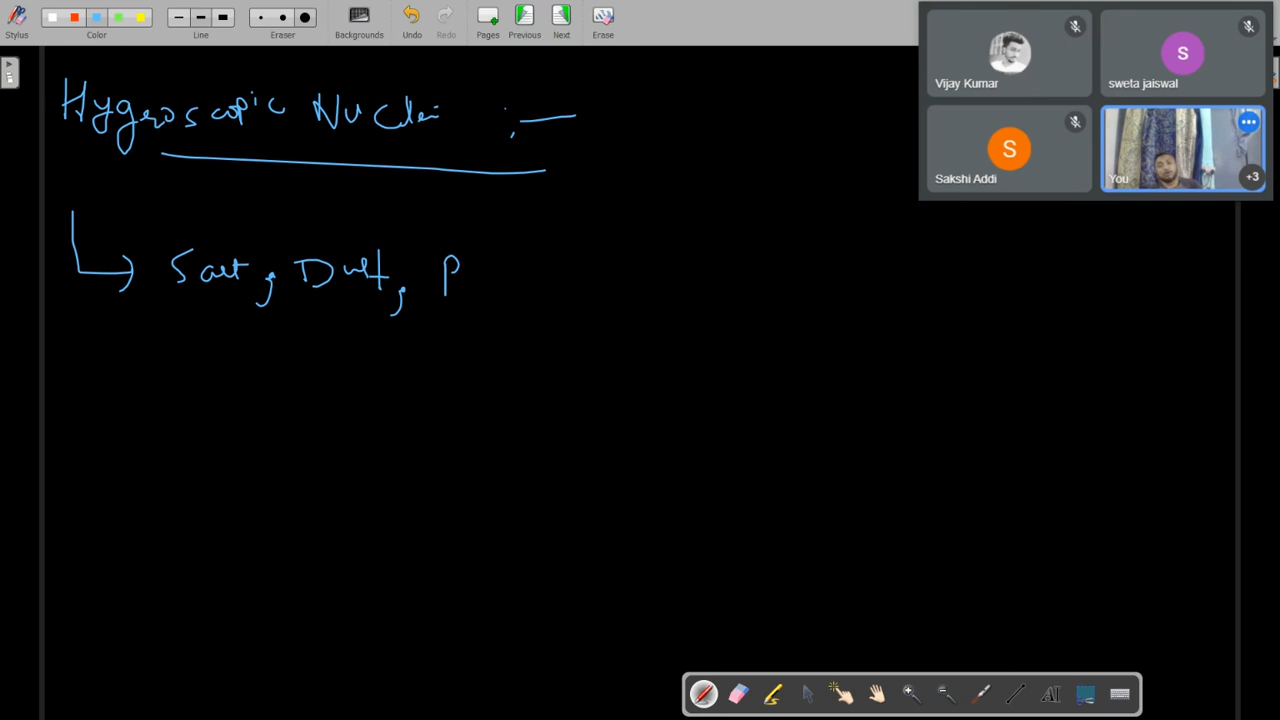 Stylus
Color
Line
Eraser
Backgrounds
Undo
Redo
Pages
Previous
Next
Erase
Vijay Kumar
S
sweta jaiswal
S
Sakshi Addi
You
+3
Hygroscopic Nuclei :—
Salt, Dust, P